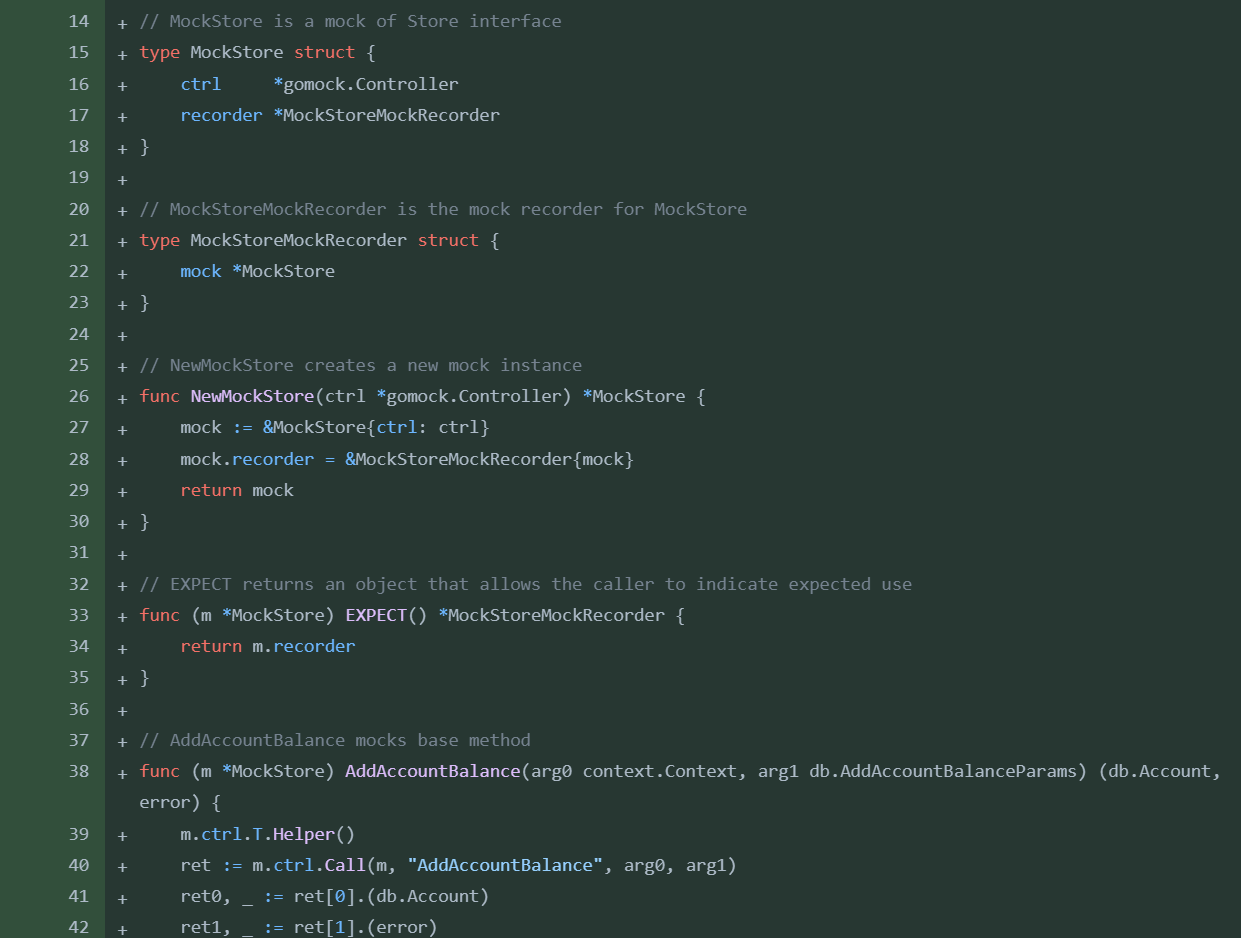 14 + // MockStore is a mock of Store interface
15 + type MockStore struct {
16 +     ctrl     *gomock.Controller
17 +     recorder *MockStoreMockRecorder
18 + }
19 +
20 + // MockStoreMockRecorder is the mock recorder for MockStore
21 + type MockStoreMockRecorder struct {
22 +     mock *MockStore
23 + }
24 +
25 + // NewMockStore creates a new mock instance
26 + func NewMockStore(ctrl *gomock.Controller) *MockStore {
27 +     mock := &MockStore{ctrl: ctrl}
28 +     mock.recorder = &MockStoreMockRecorder{mock}
29 +     return mock
30 + }
31 +
32 + // EXPECT returns an object that allows the caller to indicate expected use
33 + func (m *MockStore) EXPECT() *MockStoreMockRecorder {
34 +     return m.recorder
35 + }
36 +
37 + // AddAccountBalance mocks base method
38 + func (m *MockStore) AddAccountBalance(arg0 context.Context, arg1 db.AddAccountBalanceParams) (db.Account,
error) {
39 +     m.ctrl.T.Helper()
40 +     ret := m.ctrl.Call(m, "AddAccountBalance", arg0, arg1)
41 +     ret0, _ := ret[0].(db.Account)
42 +     ret1, _ := ret[1].(error)